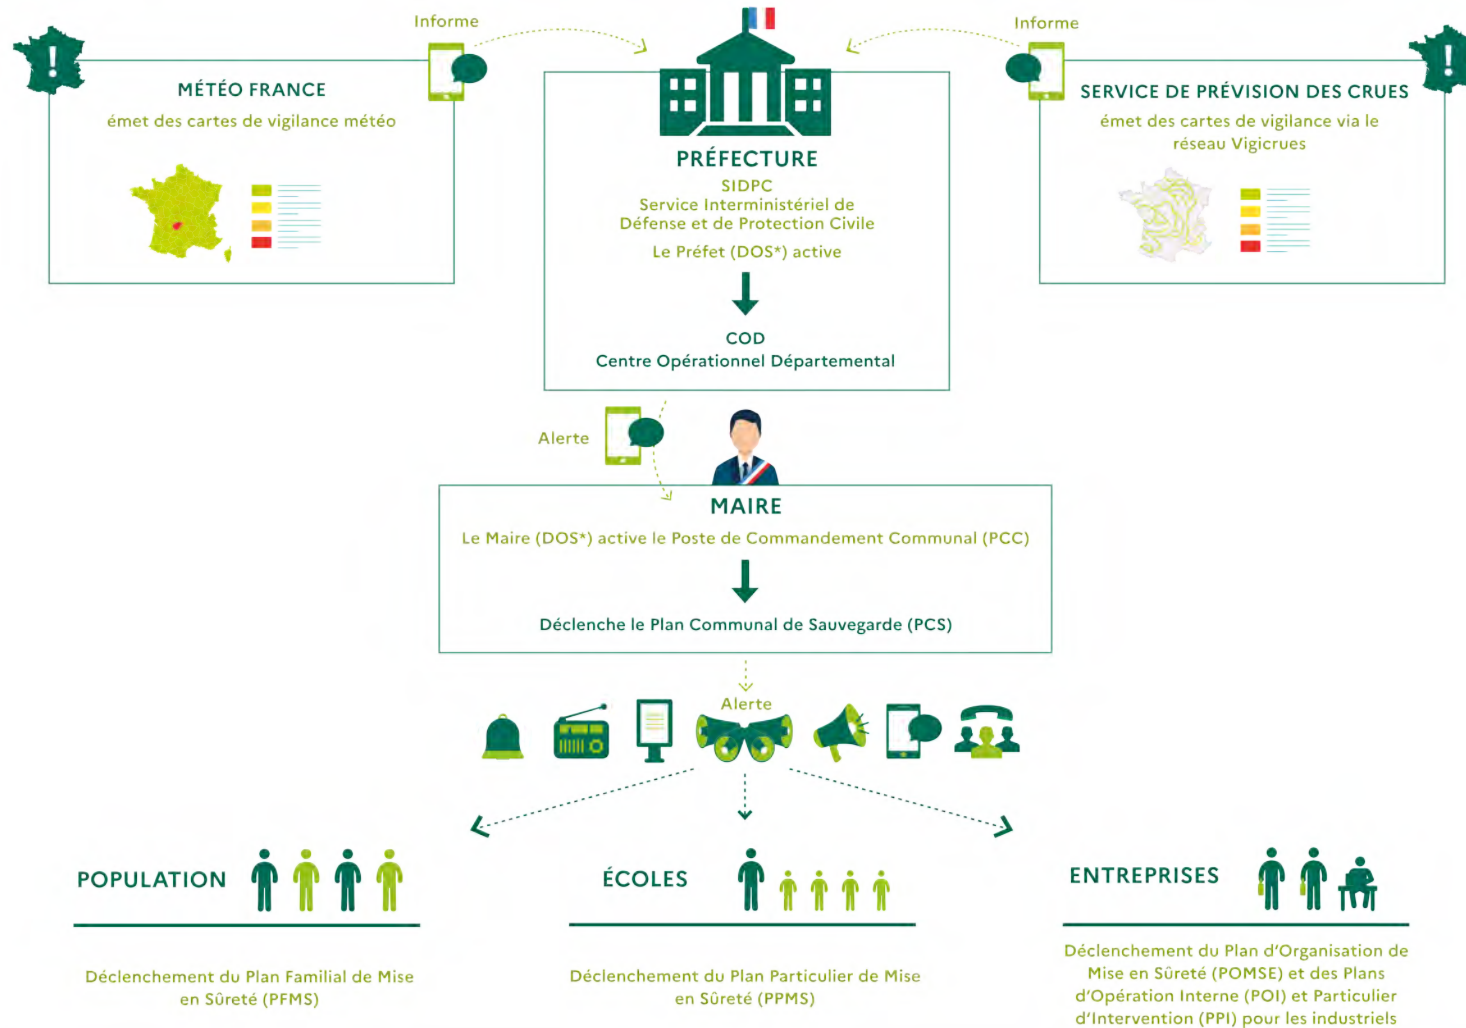 Informe
Informe
MÉTÉO FRANCE
émet des cartes de vigilance météo
SERVICE DE PRÉVISION DES CRUES
émet des cartes de vigilance via le
réseau Vigicrues
PRÉFECTURE
SIDPC
Service Interministériel de
Défense et de Protection Civile
Le Préfet (DOS*) active
COD
Centre Opérationnel Départemental
Alerte
MAIRE
Le Maire (DOS*) active le Poste de Commandement Communal (PCC)
Déclenche le Plan Communal de Sauvegarde (PCS)
Alerte
POPULATION
Déclenchement du Plan Familial de Mise
en Sûreté (PFMS)
ÉCOLES
Déclenchement du Plan Particulier de Mise
en Sûreté (PPMS)
ENTREPRISES
Déclenchement du Plan d'Organisation de
Mise en Sûreté (POMSE) et des Plans
d'Opération Interne (POI) et Particulier
d'Intervention (PPI) pour les industriels